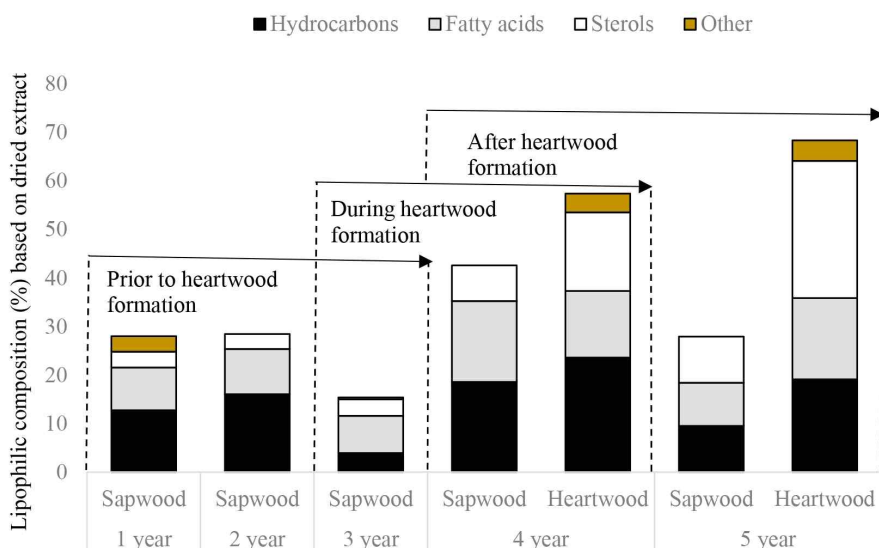 Hydrocarbons Fatty acids Sterols Other
Lipophilic composition (%) based on dried extract
80
70
60
50
40
30
20
10
0
After heartwood
formation
During heartwood
formation
Prior to heartwood
formation
Sapwood Sapwood Sapwood Sapwood Heartwood Sapwood Heartwood
1 year 2 year 3 year 4 year 5 year